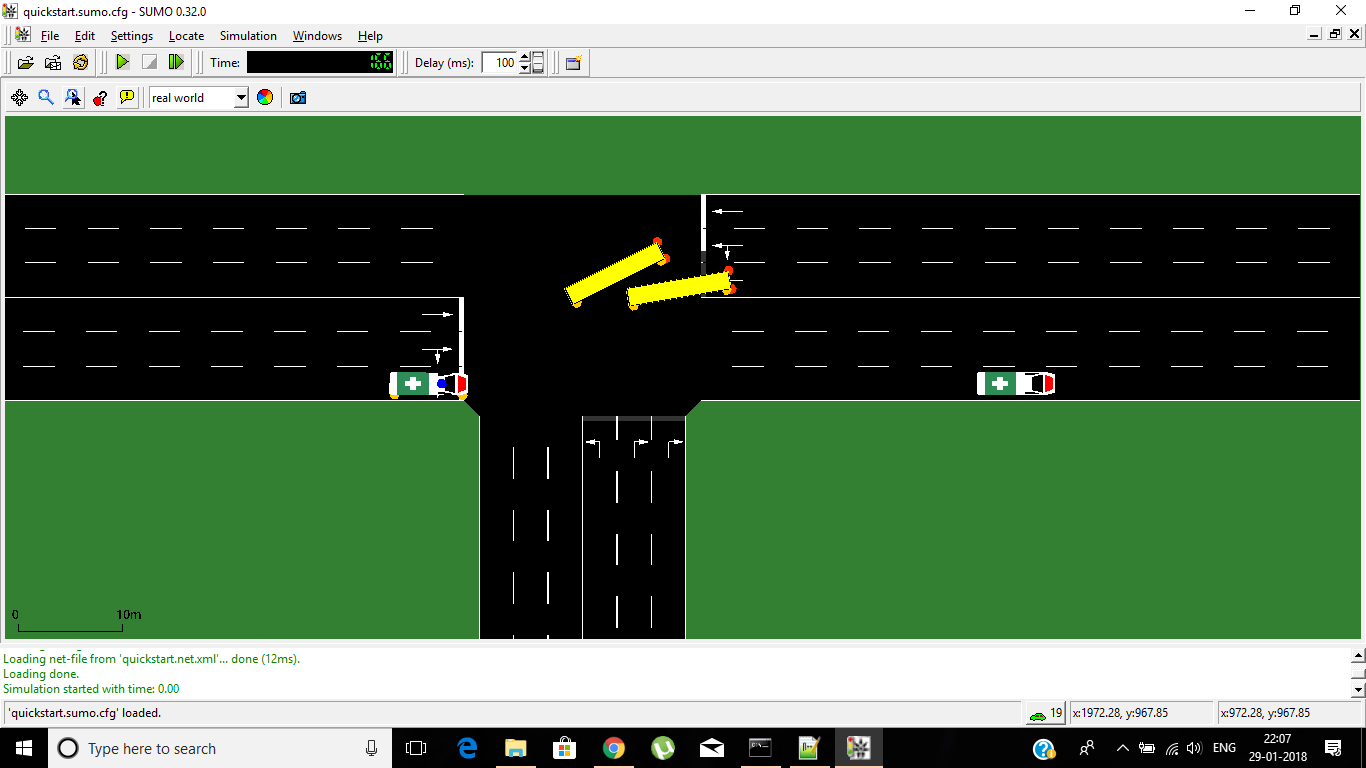 quickstart.sumo.cfg - SUMO 0.32.0
File Edit Settings Locate Simulation Windows Help
Time: 166 Delay (ms): 100
real world
0 10m
Loading net-file from 'quickstart.net.xml'... done (12ms).
Loading done.
Simulation started with time: 0.00
'quickstart.sumo.cfg' loaded. 19 x:1972.28, y:967.85 x:972.28, y:967.85
Type here to search ENG 22:07
29-01-2018